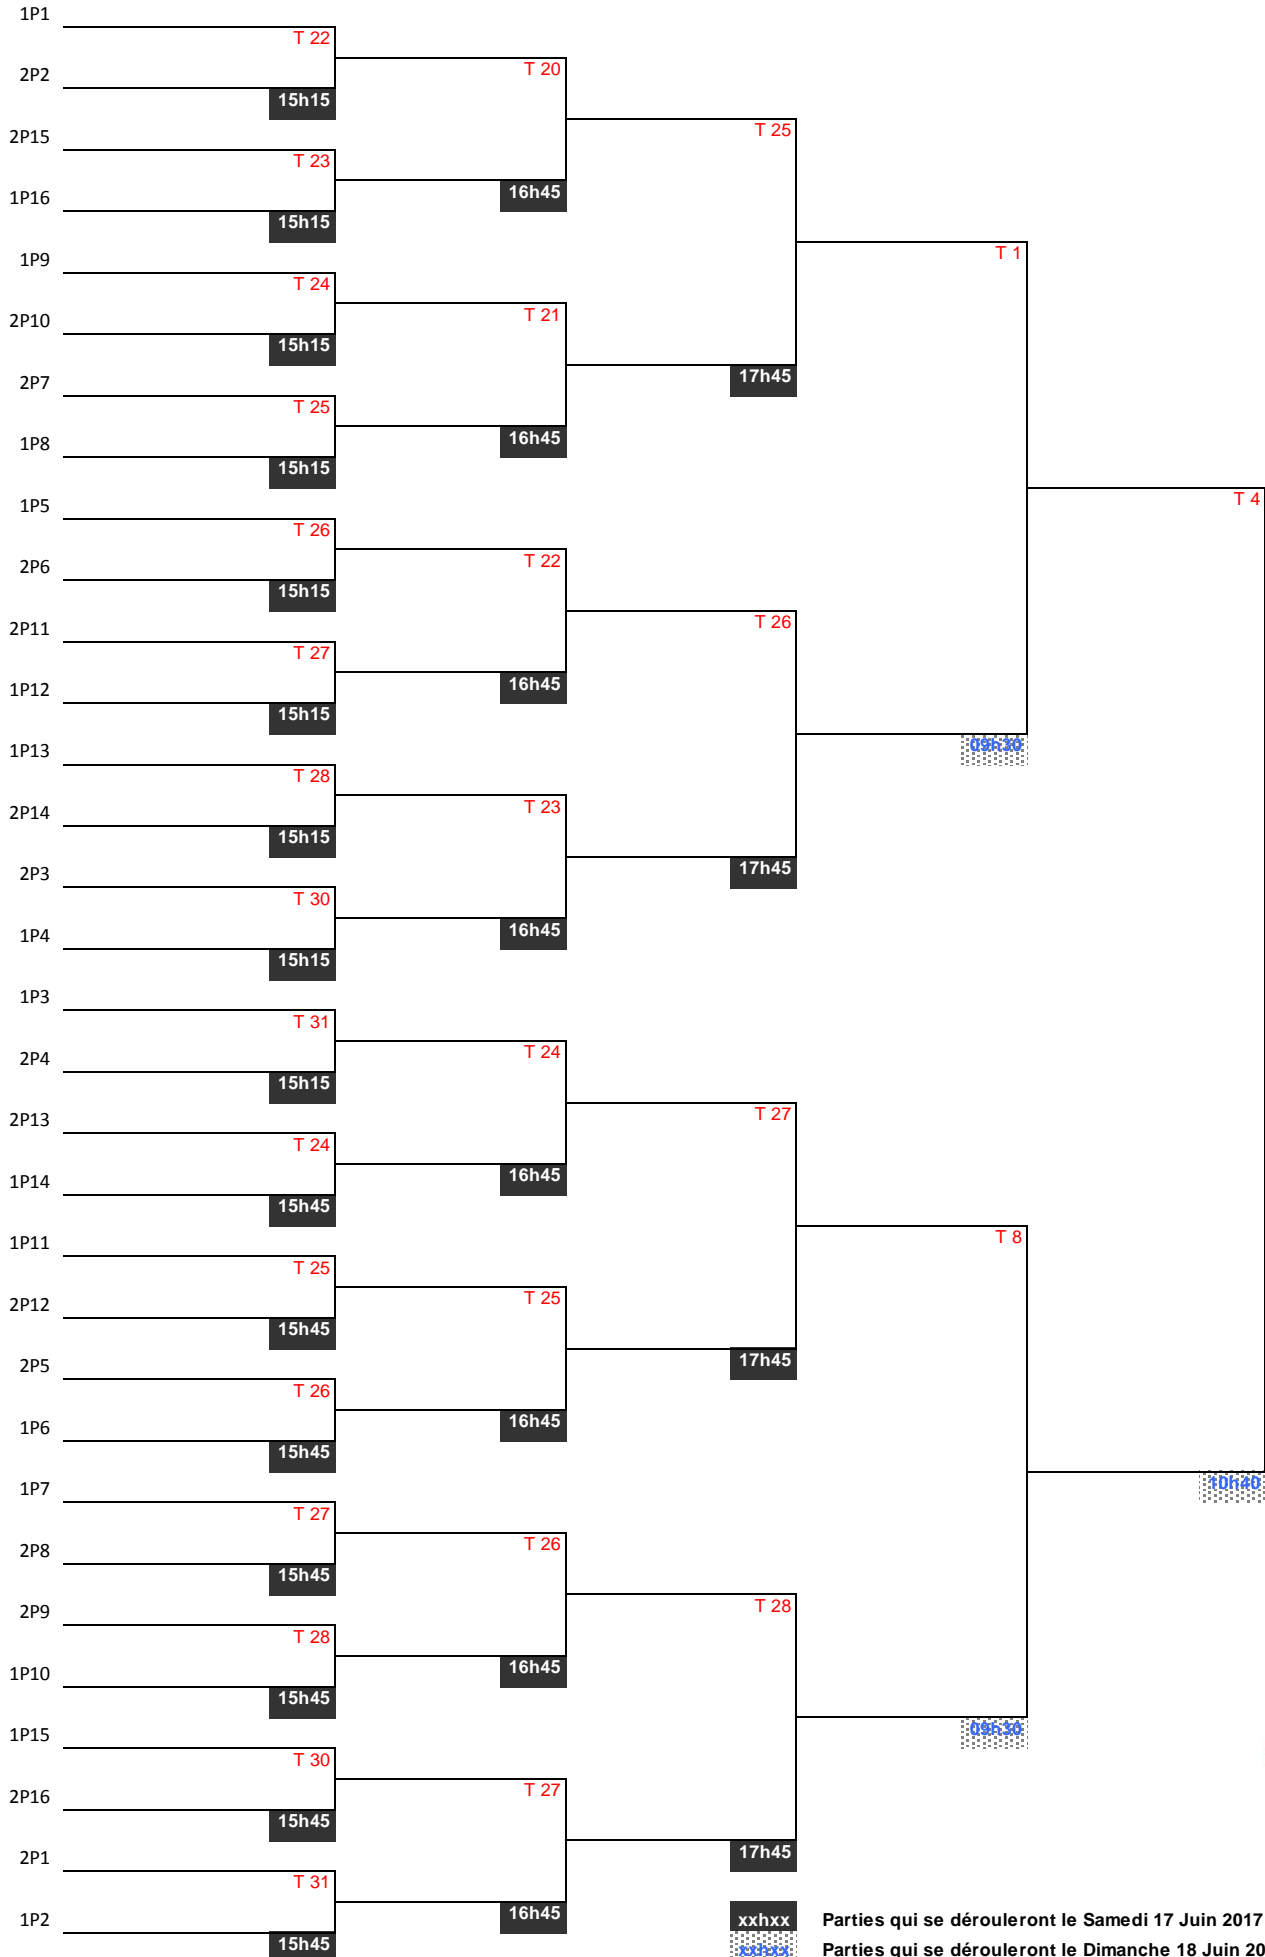 1P1
T 22
2P2
T 20
15h15
2P15
T 25
T 23
1P16
16h45
15h15
1P9
T 1
T 24
2P10
T 21
15h15
2P7
17h45
T 25
1P8
16h45
15h15
1P5
T 4
T 26
2P6
T 22
15h15
2P11
T 26
T 27
1P12
16h45
15h15
1P13
09h30
T 28
2P14
T 23
15h15
2P3
17h45
T 30
1P4
16h45
15h15
1P3
T 31
2P4
T 24
15h15
2P13
T 27
T 24
1P14
16h45
15h45
1P11
T 8
T 25
2P12
T 25
15h45
2P5
17h45
T 26
1P6
16h45
15h45
1P7
10h40
T 27
2P8
T 26
15h45
2P9
T 28
T 28
1P10
16h45
15h45
1P15
09h30
T 30
2P16
T 27
15h45
2P1
17h45
T 31
1P2
16h45
15h45
xxhxx Parties qui se dérouleront le Samedi 17 Juin 2017
xxhxx Parties qui se dérouleront le Dimanche 18 Juin 20